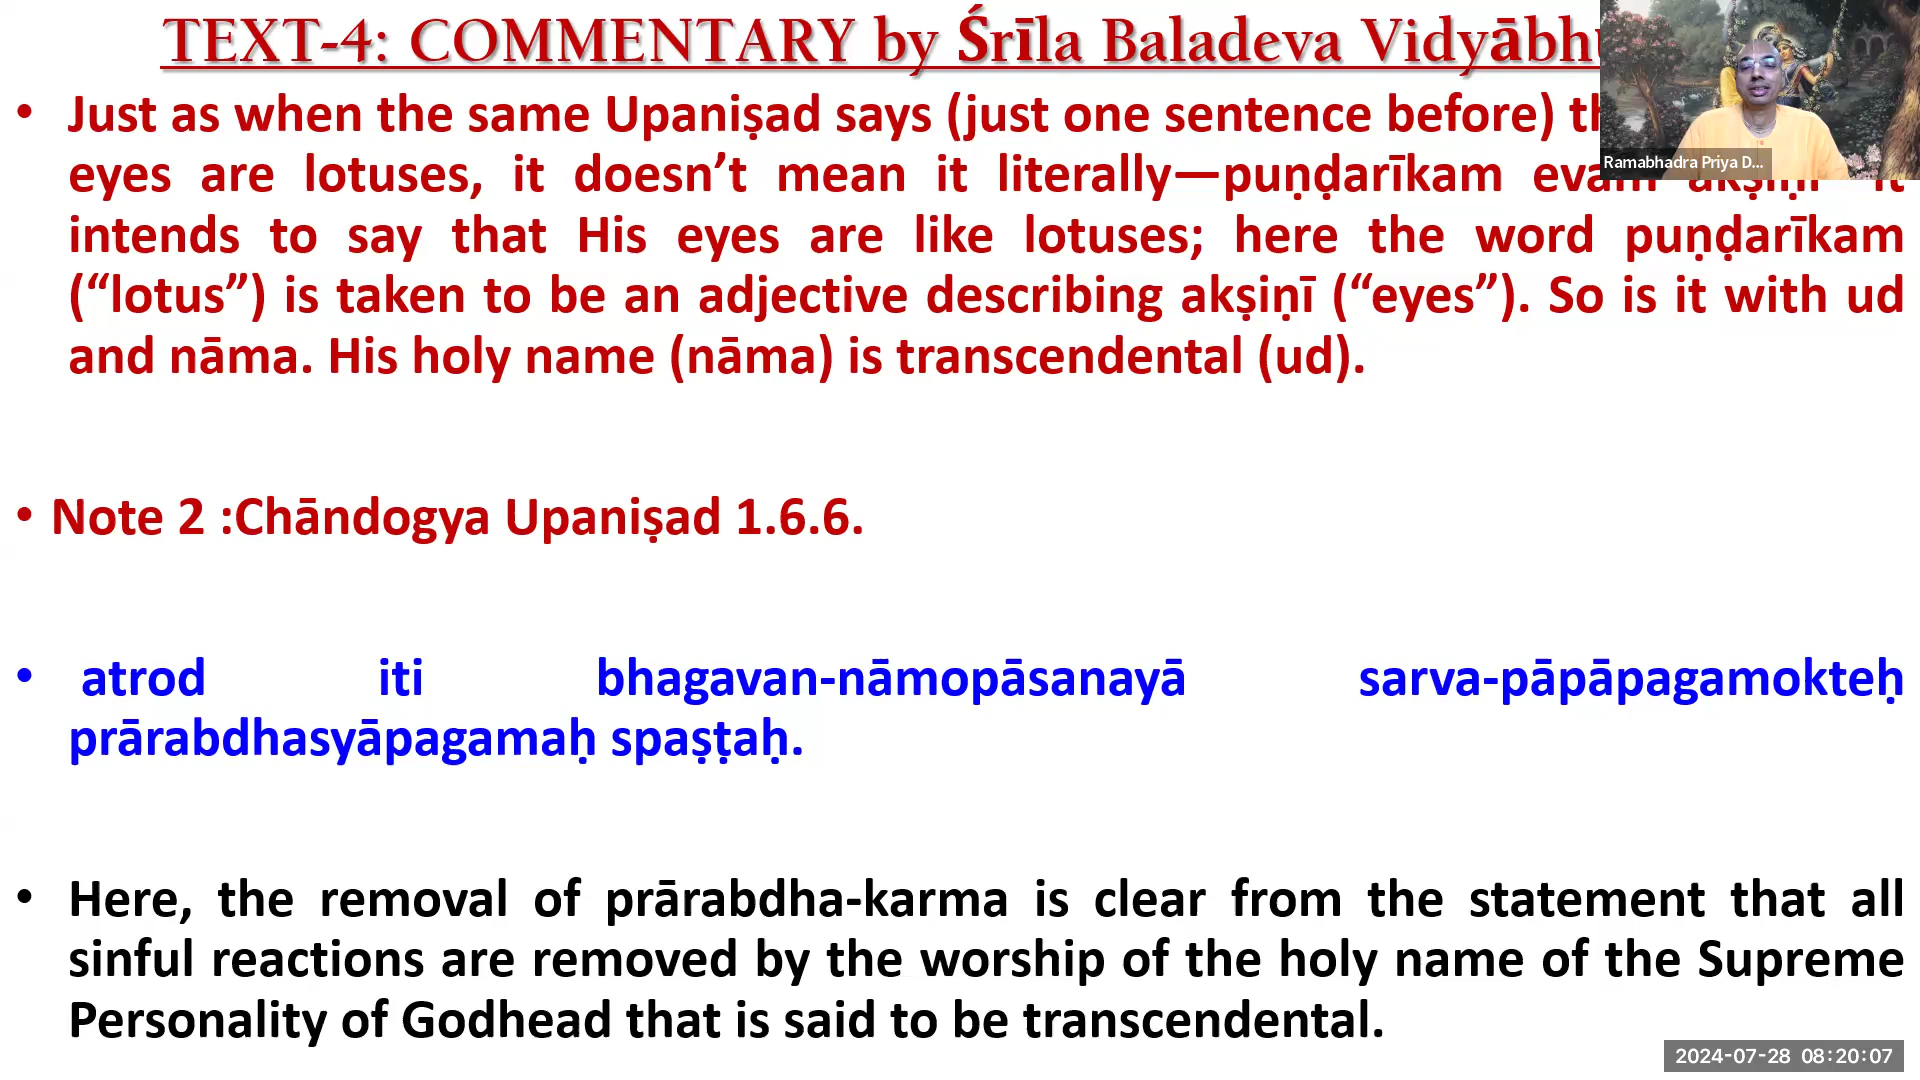 TEXT-4: COMMENTARY by Śrīla Baladeva Vidyābh
• Just as when the same Upaniṣad says (just one sentence before)
eyes are lotuses, it doesn’t mean it literally—puṇḍarīkam evam akṣiṇī
intends to say that His eyes are like lotuses; here the word puṇḍarīkam
(“lotus”) is taken to be an adjective describing akṣiṇī (“eyes”). So is it with ud
and nāma. His holy name (nāma) is transcendental (ud).
• Note 2 :Chāndogya Upaniṣad 1.6.6.
• atrod iti bhagavan-nāmopāsanayā sarva-pāpāpagamokteḥ
prārabdhasyāpagamaḥ spaṣṭaḥ.
• Here, the removal of prārabdha-karma is clear from the statement that all
sinful reactions are removed by the worship of the holy name of the Supreme
Personality of Godhead that is said to be transcendental.
Ramabhadra Priya D...
2024-07-28 08:20:07